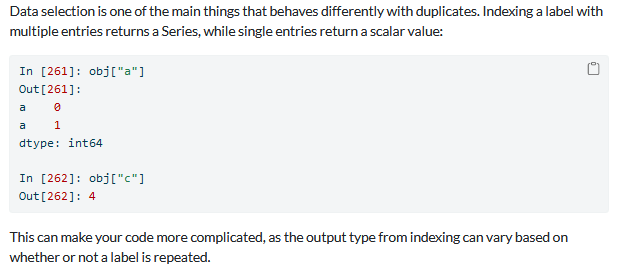 Data selection is one of the main things that behaves differently with duplicates. Indexing a label with
multiple entries returns a Series, while single entries return a scalar value:
In [261]: obj["a"]
Out[261]:
a    0
a    1
dtype: int64
In [262]: obj["c"]
Out[262]: 4
This can make your code more complicated, as the output type from indexing can vary based on
whether or not a label is repeated.